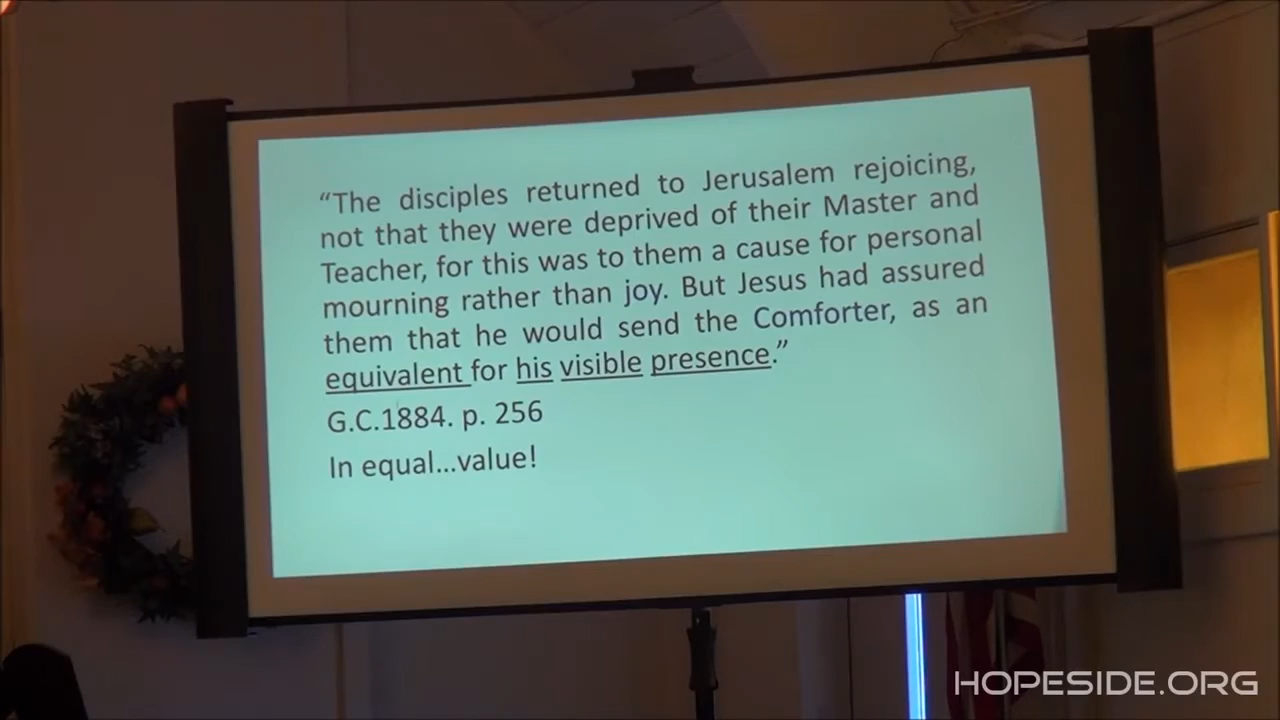 “The disciples returned to Jerusalem rejoicing,
not that they were deprived of their Master and
Teacher, for this was to them a cause for personal
mourning rather than joy. But Jesus had assured
them that he would send the Comforter, as an
equivalent for his visible presence.”
G.C.1884. p. 256
In equal...value!
HOPESIDE.ORG